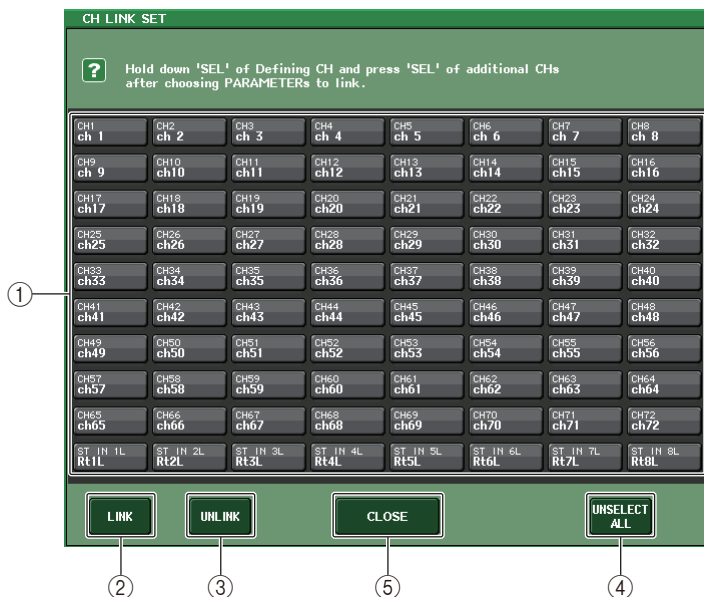 CH LINK SET
? Hold down 'SEL' of Defining CH and press 'SEL' of additional CHs
after choosing PARAMETERs to link.
CH1 CH2 CH3 CH4 CH5 CH6 CH7 CH8
ch 1 ch 2 ch 3 ch 4 ch 5 ch 6 ch 7 ch 8
CH9 CH10 CH11 CH12 CH13 CH14 CH15 CH16
ch 9 ch10 ch11 ch12 ch13 ch14 ch15 ch16
CH17 CH18 CH19 CH20 CH21 CH22 CH23 CH24
ch17 ch18 ch19 ch20 ch21 ch22 ch23 ch24
CH25 CH26 CH27 CH28 CH29 CH30 CH31 CH32
ch25 ch26 ch27 ch28 ch29 ch30 ch31 ch32
CH33 CH34 CH35 CH36 CH37 CH38 CH39 CH40
ch33 ch34 ch35 ch36 ch37 ch38 ch39 ch40
① CH41 CH42 CH43 CH44 CH45 CH46 CH47 CH48
ch41 ch42 ch43 ch44 ch45 ch46 ch47 ch48
CH49 CH50 CH51 CH52 CH53 CH54 CH55 CH56
ch49 ch50 ch51 ch52 ch53 ch54 ch55 ch56
CH57 CH58 CH59 CH60 CH61 CH62 CH63 CH64
ch57 ch58 ch59 ch60 ch61 ch62 ch63 ch64
CH65 CH66 CH67 CH68 CH69 CH70 CH71 CH72
ch65 ch66 ch67 ch68 ch69 ch70 ch71 ch72
ST IN 1L ST IN 2L ST IN 3L ST IN 4L ST IN 5L ST IN 6L ST IN 7L ST IN 8L
Rt1L Rt2L Rt3L Rt4L Rt5L Rt6L Rt7L Rt8L
LINK UNLINK CLOSE UNSELECT
ALL
② ③ ⑤ ④